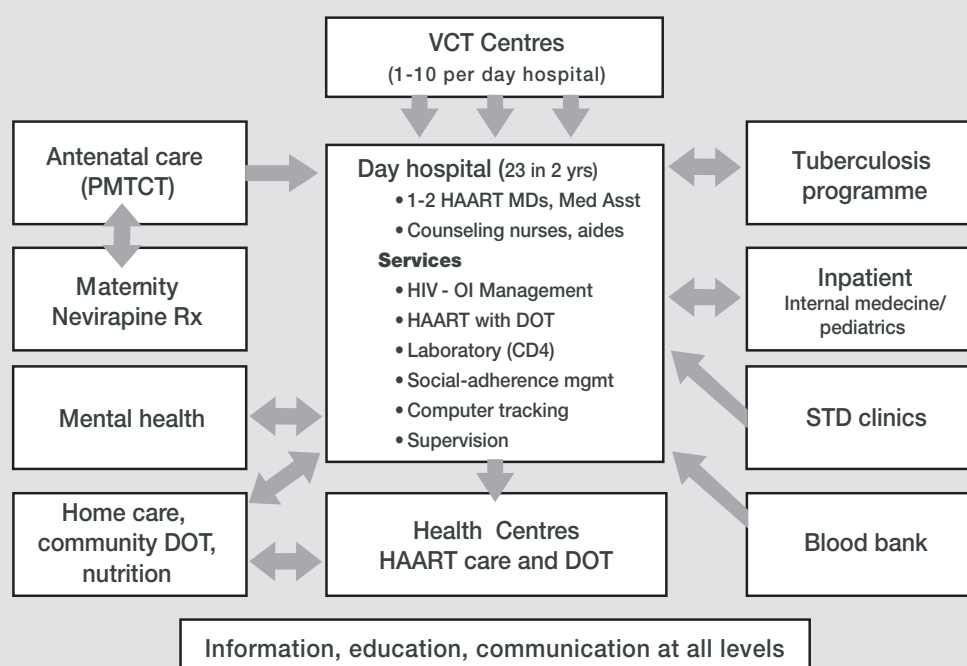 VCT Centres
(1-10 per day hospital)
Antenatal care
(PMTCT)
Maternity
Nevirapine Rx
Mental health
Home care,
community DOT,
nutrition
Day hospital (23 in 2 yrs)
• 1-2 HAART MDs, Med Asst
• Counseling nurses, aides
Services
• HIV - OI Management
• HAART with DOT
• Laboratory (CD4)
• Social-adherence mgmt
• Computer tracking
• Supervision
Health Centres
HAART care and DOT
Tuberculosis
programme
Inpatient
Internal medecine/
pediatrics
STD clinics
Blood bank
Information, education, communication at all levels